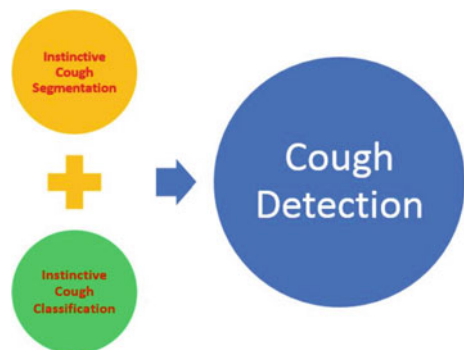 Instinctive
Cough
Segmentation
Cough
Detection
Instinctive
Cough
Classification